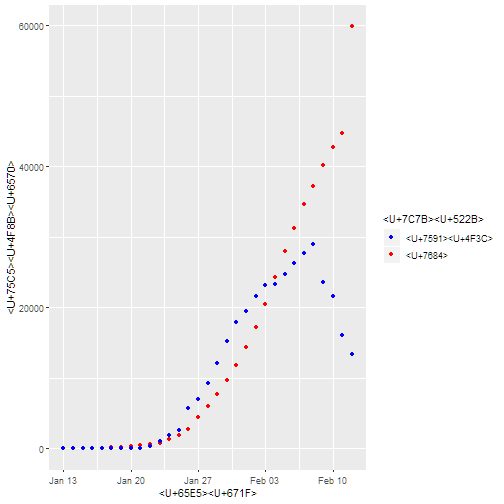 60000
40000
20000
0
<U+75C5><U+4F8B><U+6570>
Jan 13 Jan 20 Jan 27 Feb 03 Feb 10
<U+65E5><U+671F>
<U+7C7B><U+522B>
<U+7591><U+4F3C>
<U+7684>